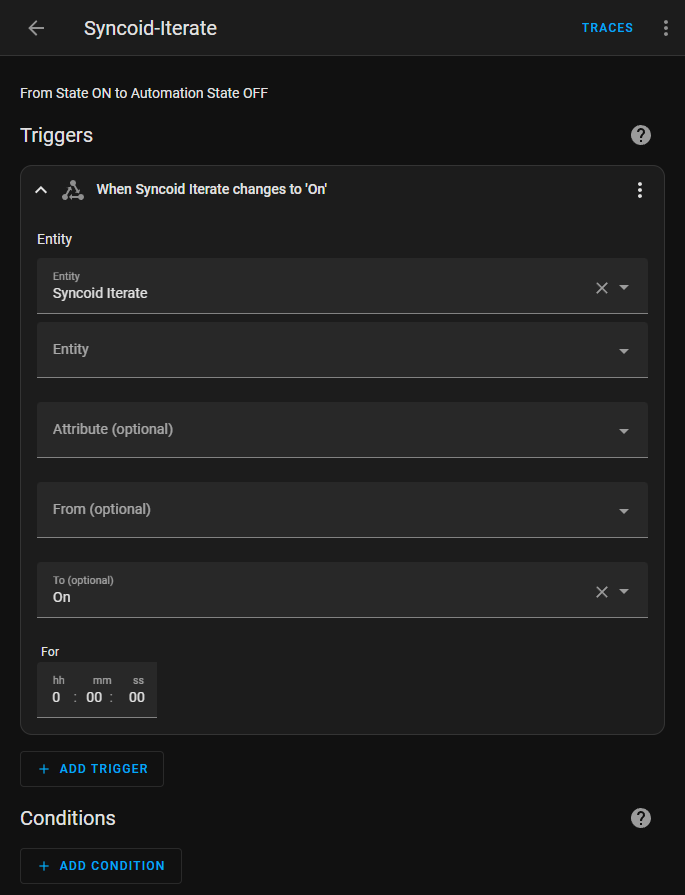 Syncoid-Iterate TRACES
From State ON to Automation State OFF
Triggers
When Syncoid Iterate changes to 'On'
Entity
Entity
Syncoid Iterate
Entity
Attribute (optional)
From (optional)
To (optional)
On
For
hh mm ss
0 : 00 : 00
+ ADD TRIGGER
Conditions
+ ADD CONDITION